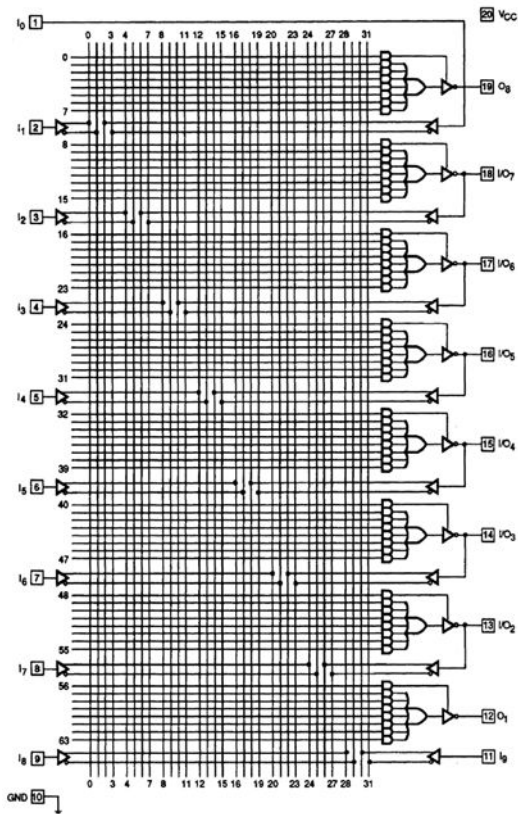 I0 1
20 VCC
0 3 4 7 8 11 12 15 16 19 20 23 24 27 28 31
0
19 O8
7
I1 2
8
18 I/O7
15
I2 3
16
17 I/O6
23
I3 4
24
16 I/O5
31
I4 5
32
15 I/O4
39
I5 6
40
14 I/O3
47
I6 7
48
13 I/O2
55
I7 8
56
12 O1
63
I8 9
11 I9
0 3 4 7 8 11 12 15 16 19 20 23 24 27 28 31
GND 10